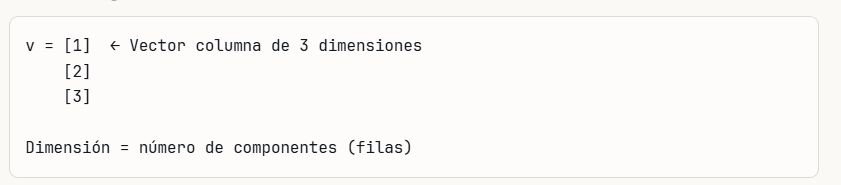 v = [1]  ← Vector columna de 3 dimensiones
    [2]
    [3]
Dimensión = número de componentes (filas)